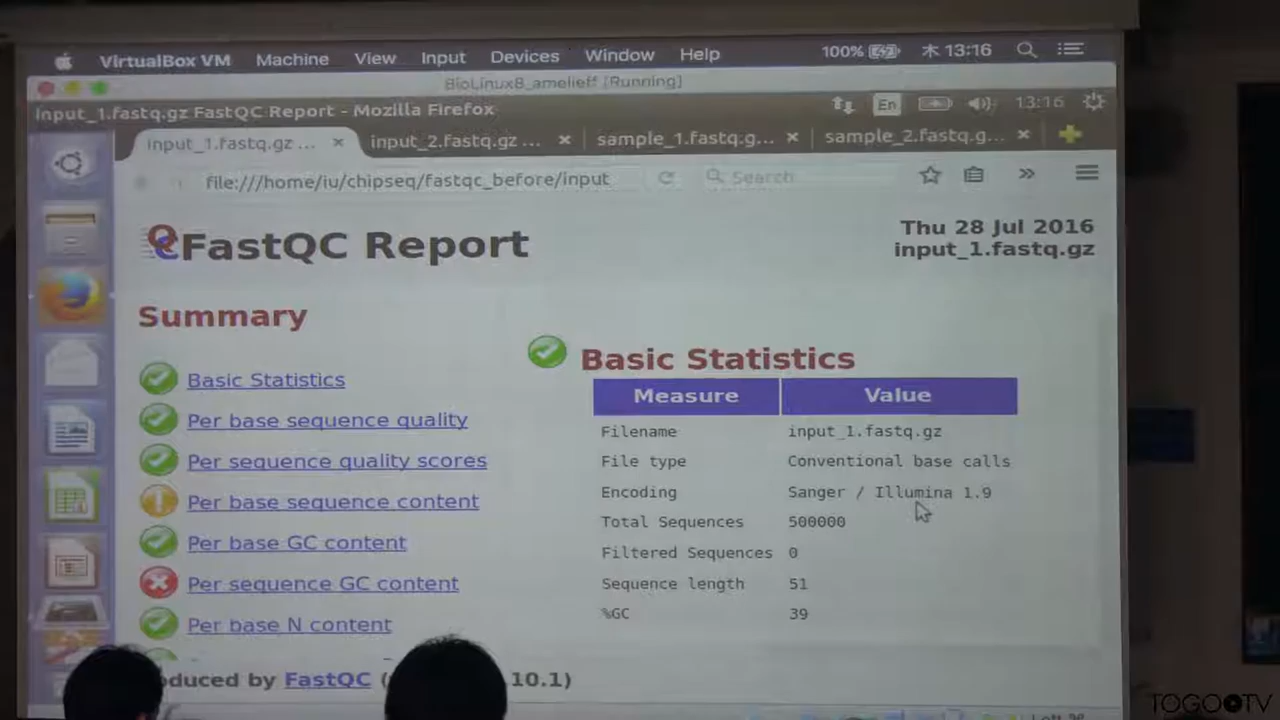 VirtualBox VM Machine View Input Devices Window Help 100% 木 13:16
BioLinux8_amelieff [Running]
input_1.fastq.gz FastQC Report - Mozilla Firefox En 13:16
input_1.fastq.gz ... input_2.fastq.gz ... sample_1.fastq.g... sample_2.fastq.g...
file:///home/iu/chipseq/fastqc_before/input Search
FastQC Report
Thu 28 Jul 2016
input_1.fastq.gz
Summary
Basic Statistics
Per base sequence quality
Per sequence quality scores
Per base sequence content
Per base GC content
Per sequence GC content
Per base N content
Basic Statistics
Measure Value
Filename input_1.fastq.gz
File type Conventional base calls
Encoding Sanger / Illumina 1.9
Total Sequences 500000
Filtered Sequences 0
Sequence length 51
%GC 39
oduced by FastQC ( 10.1)
TOGOTV